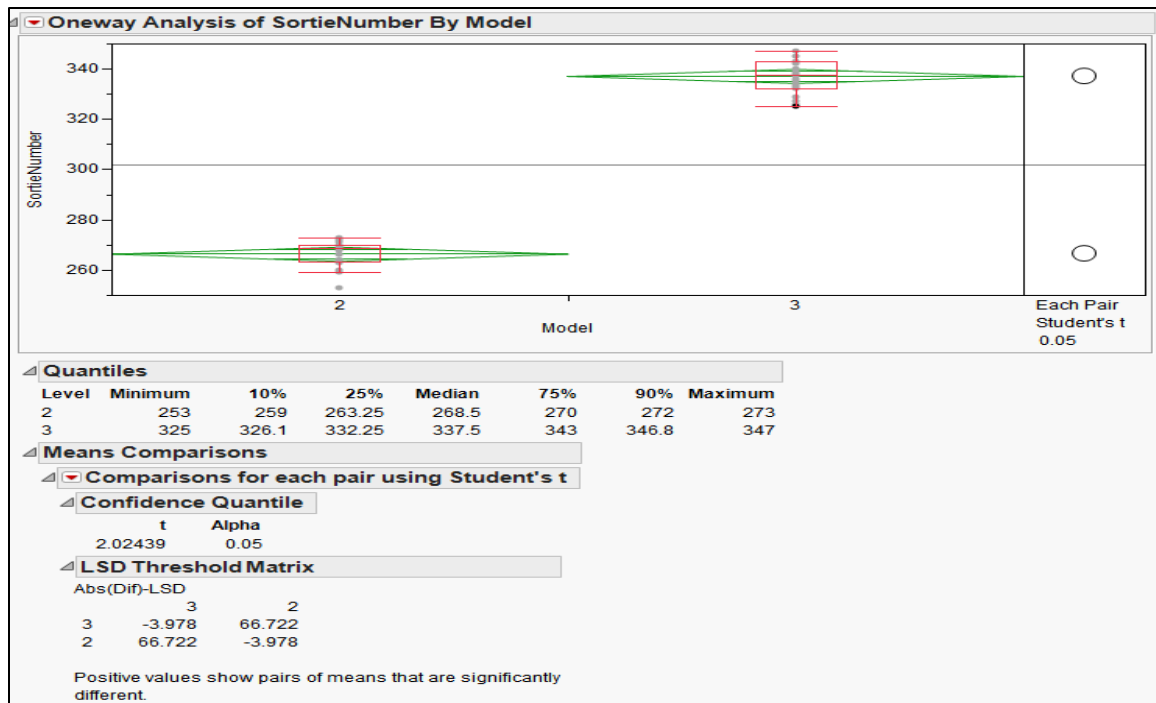 Oneway Analysis of SortieNumber By Model
340
320
300
280
260
SortieNumber
2 3
Model
Each Pair
Student's t
0.05
Quantiles
Level Minimum 10% 25% Median 75% 90% Maximum
2 253 259 263.25 268.5 270 272 273
3 325 326.1 332.25 337.5 343 346.8 347
Means Comparisons
Comparisons for each pair using Student's t
Confidence Quantile
t Alpha
2.02439 0.05
LSD Threshold Matrix
Abs(Dif)-LSD
3 2
3 -3.978 66.722
2 66.722 -3.978
Positive values show pairs of means that are significantly
different.